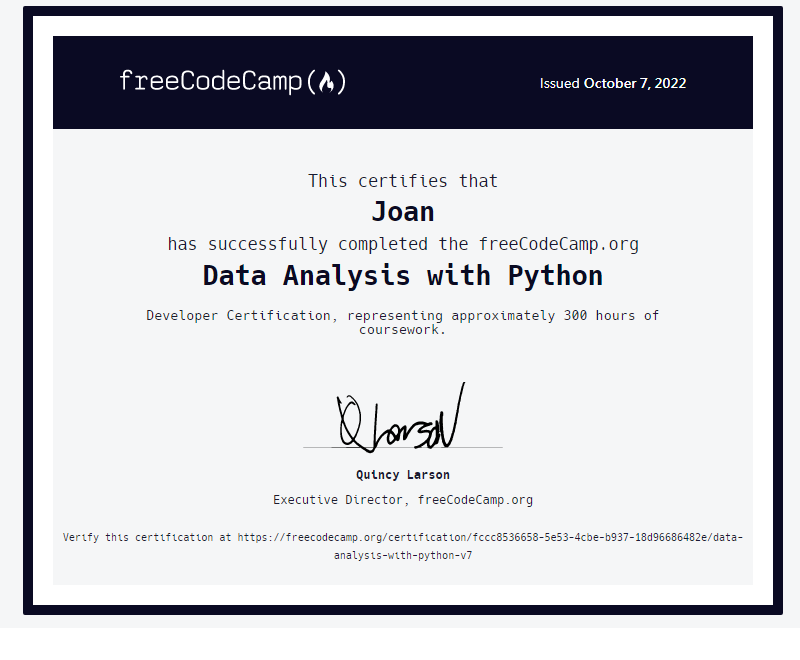 freeCodeCamp
Issued October 7, 2022
This certifies that
Joan
has successfully completed the freeCodeCamp.org
Data Analysis with Python
Developer Certification, representing approximately 300 hours of
coursework.
QLarson
Quincy Larson
Executive Director, freeCodeCamp.org
Verify this certification at https://freecodecamp.org/certification/fccc8536658-5e53-4cbe-b937-18d96686482e/data-
analysis-with-python-v7